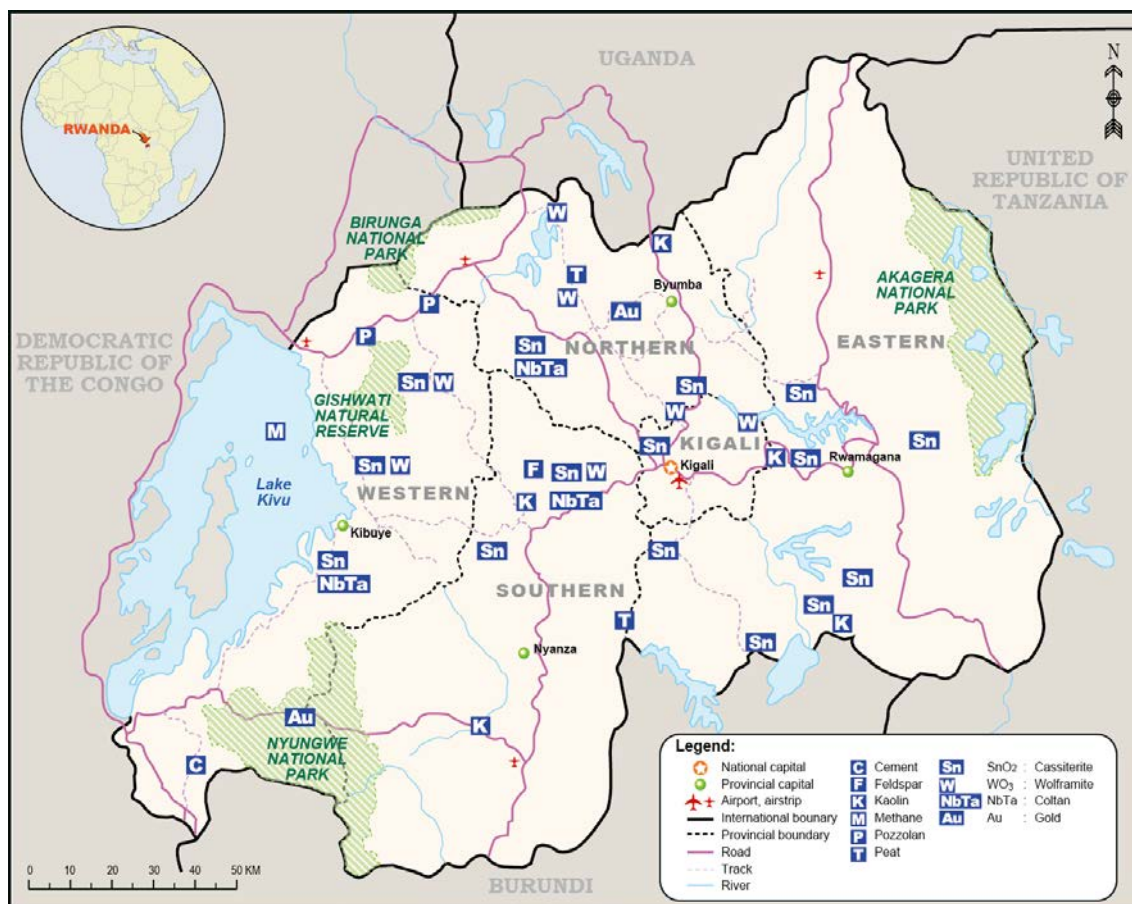 UGANDA
N
RWANDA
UNITED
REPUBLIC OF
TANZANIA
BIRUNGA
NATIONAL
PARK
W
K
T
Byumba
AKAGERA
NATIONAL
PARK
W
Au
P
P
DEMOCRATIC
REPUBLIC OF
THE CONGO
Sn
NORTHERN
EASTERN
NbTa
Sn W
Sn
Sn
GISHWATI
NATURAL
RESERVE
W
W
M
Sn
KIGALI
Sn
K Sn
Rwamagana
Sn W
F
Sn W
Kigali
Lake
Kivu
WESTERN
K
NbTa
Kibuye
Sn
Sn
Sn
NbTa
SOUTHERN
Sn
Sn
K
T
Sn
Nyanza
Au
K
NYUNGWE
NATIONAL
PARK
C
Legend:
National capital
Provincial capital
Airport, airstrip
International bounary
Provincial boundary
Road
Track
River
C Cement
F Feldspar
K Kaolin
M Methane
P Pozzolan
T Peat
Sn SnO2 : Cassiterite
W WO3 : Wolframite
NbTa NbTa : Coltan
Au Au : Gold
0 10 20 30 40 50 KM
BURUNDI